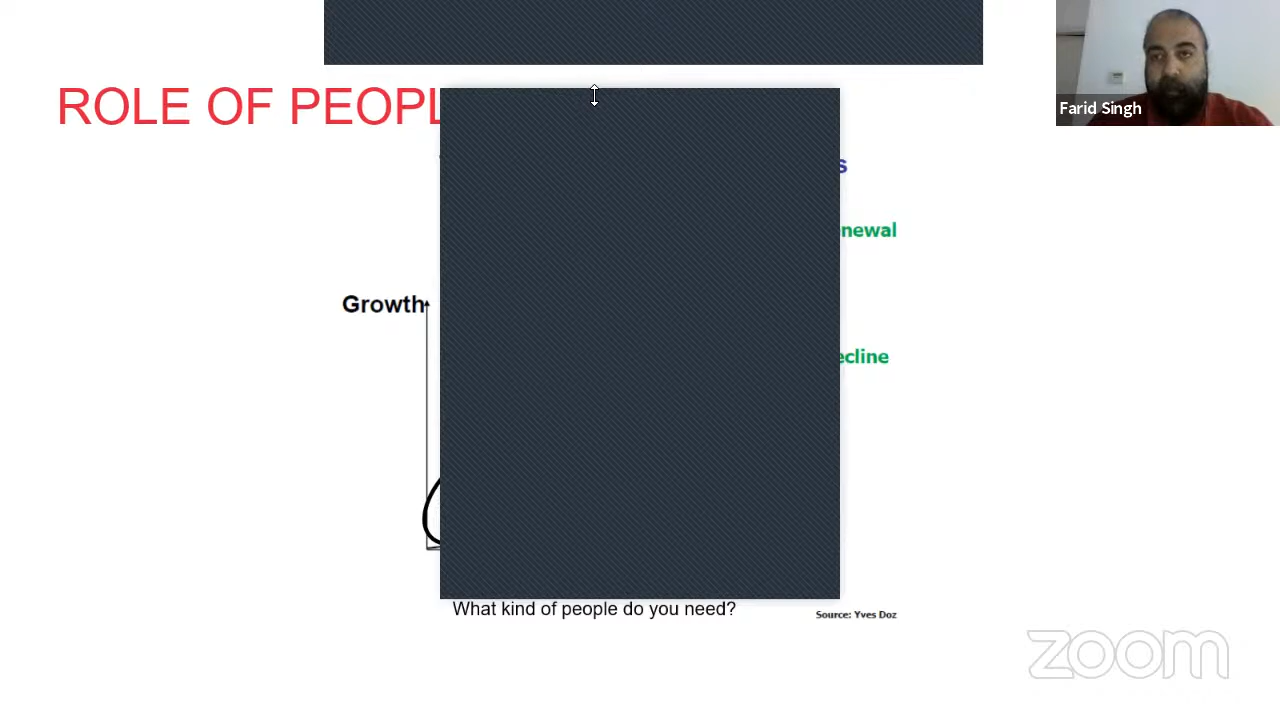 ROLE OF PEOPL
Farid Singh
s
newal
Growth
ecline
What kind of people do you need?
Source: Yves Doz
zoom